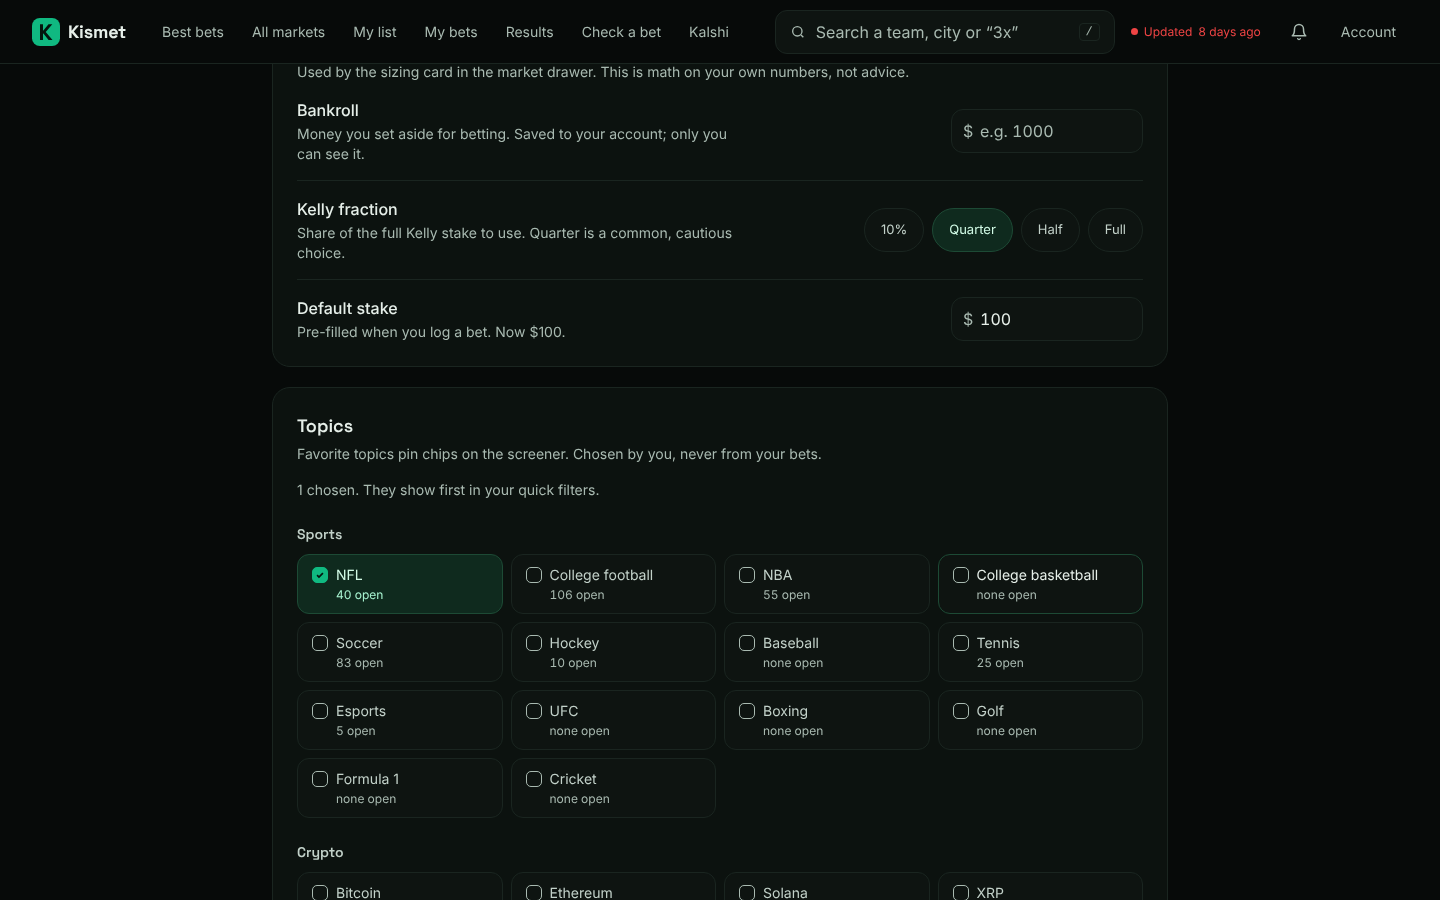 K Kismet
Best bets
All markets
My list
My bets
Results
Check a bet
Kalshi
Search a team, city or “3x”
/
Updated 8 days ago
Account
Used by the sizing card in the market drawer. This is math on your own numbers, not advice.
Bankroll
Money you set aside for betting. Saved to your account; only you
can see it.
$ e.g. 1000
Kelly fraction
Share of the full Kelly stake to use. Quarter is a common, cautious
choice.
10%
Quarter
Half
Full
Default stake
Pre-filled when you log a bet. Now $100.
$ 100
Topics
Favorite topics pin chips on the screener. Chosen by you, never from your bets.
1 chosen. They show first in your quick filters.
Sports
NFL
40 open
College football
106 open
NBA
55 open
College basketball
none open
Soccer
83 open
Hockey
10 open
Baseball
none open
Tennis
25 open
Esports
5 open
UFC
none open
Boxing
none open
Golf
none open
Formula 1
none open
Cricket
none open
Crypto
Bitcoin
Ethereum
Solana
XRP